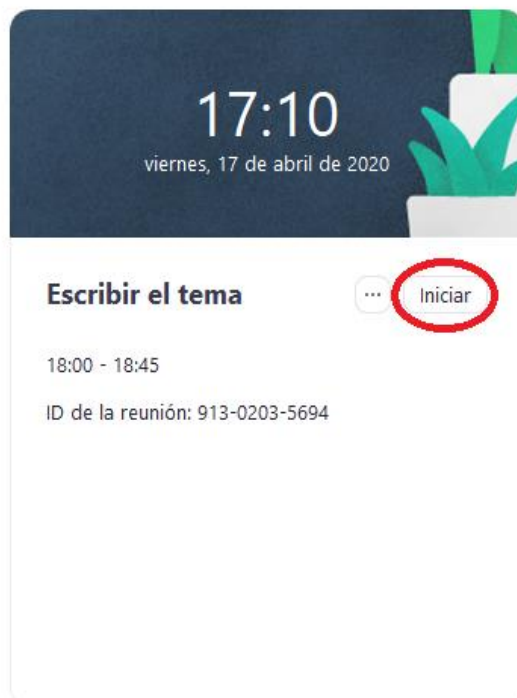 17:10
viernes, 17 de abril de 2020
Escribir el tema
... Iniciar
18:00 - 18:45
ID de la reunión: 913-0203-5694